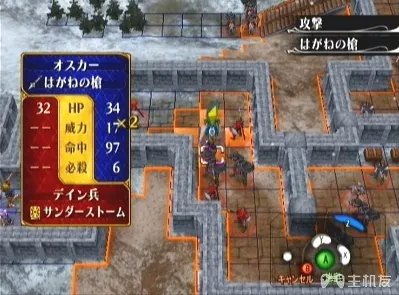 攻撃
はがねの槍
オスカー
はがねの槍
32 HP 34
-- 威力 17×2
-- 命中 97
-- 必殺 6
デイン兵
サンダーストーム
A
B
キャンセル
主机友